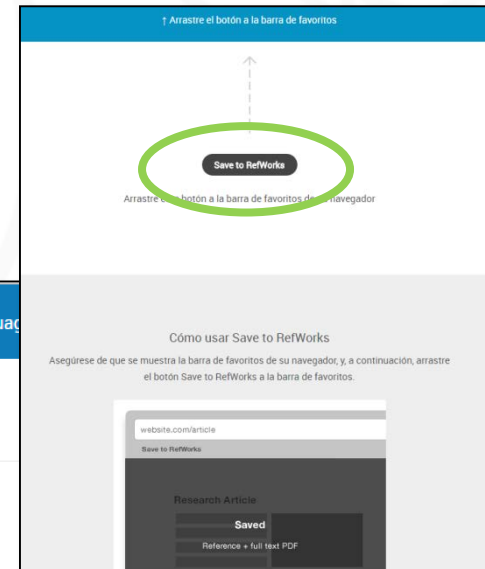 ↑ Arrastre el botón a la barra de favoritos
Save to RefWorks
Arrastre botón a la barra de favoritos de navegador
Cómo usar Save to RefWorks
Asegúrese de que se muestra la barra de favoritos de su navegador, y, a continuación, arrastre
el botón Save to RefWorks a la barra de favoritos.
website.com/article
Save to RefWorks
Research Article
Saved
Reference + full text PDF